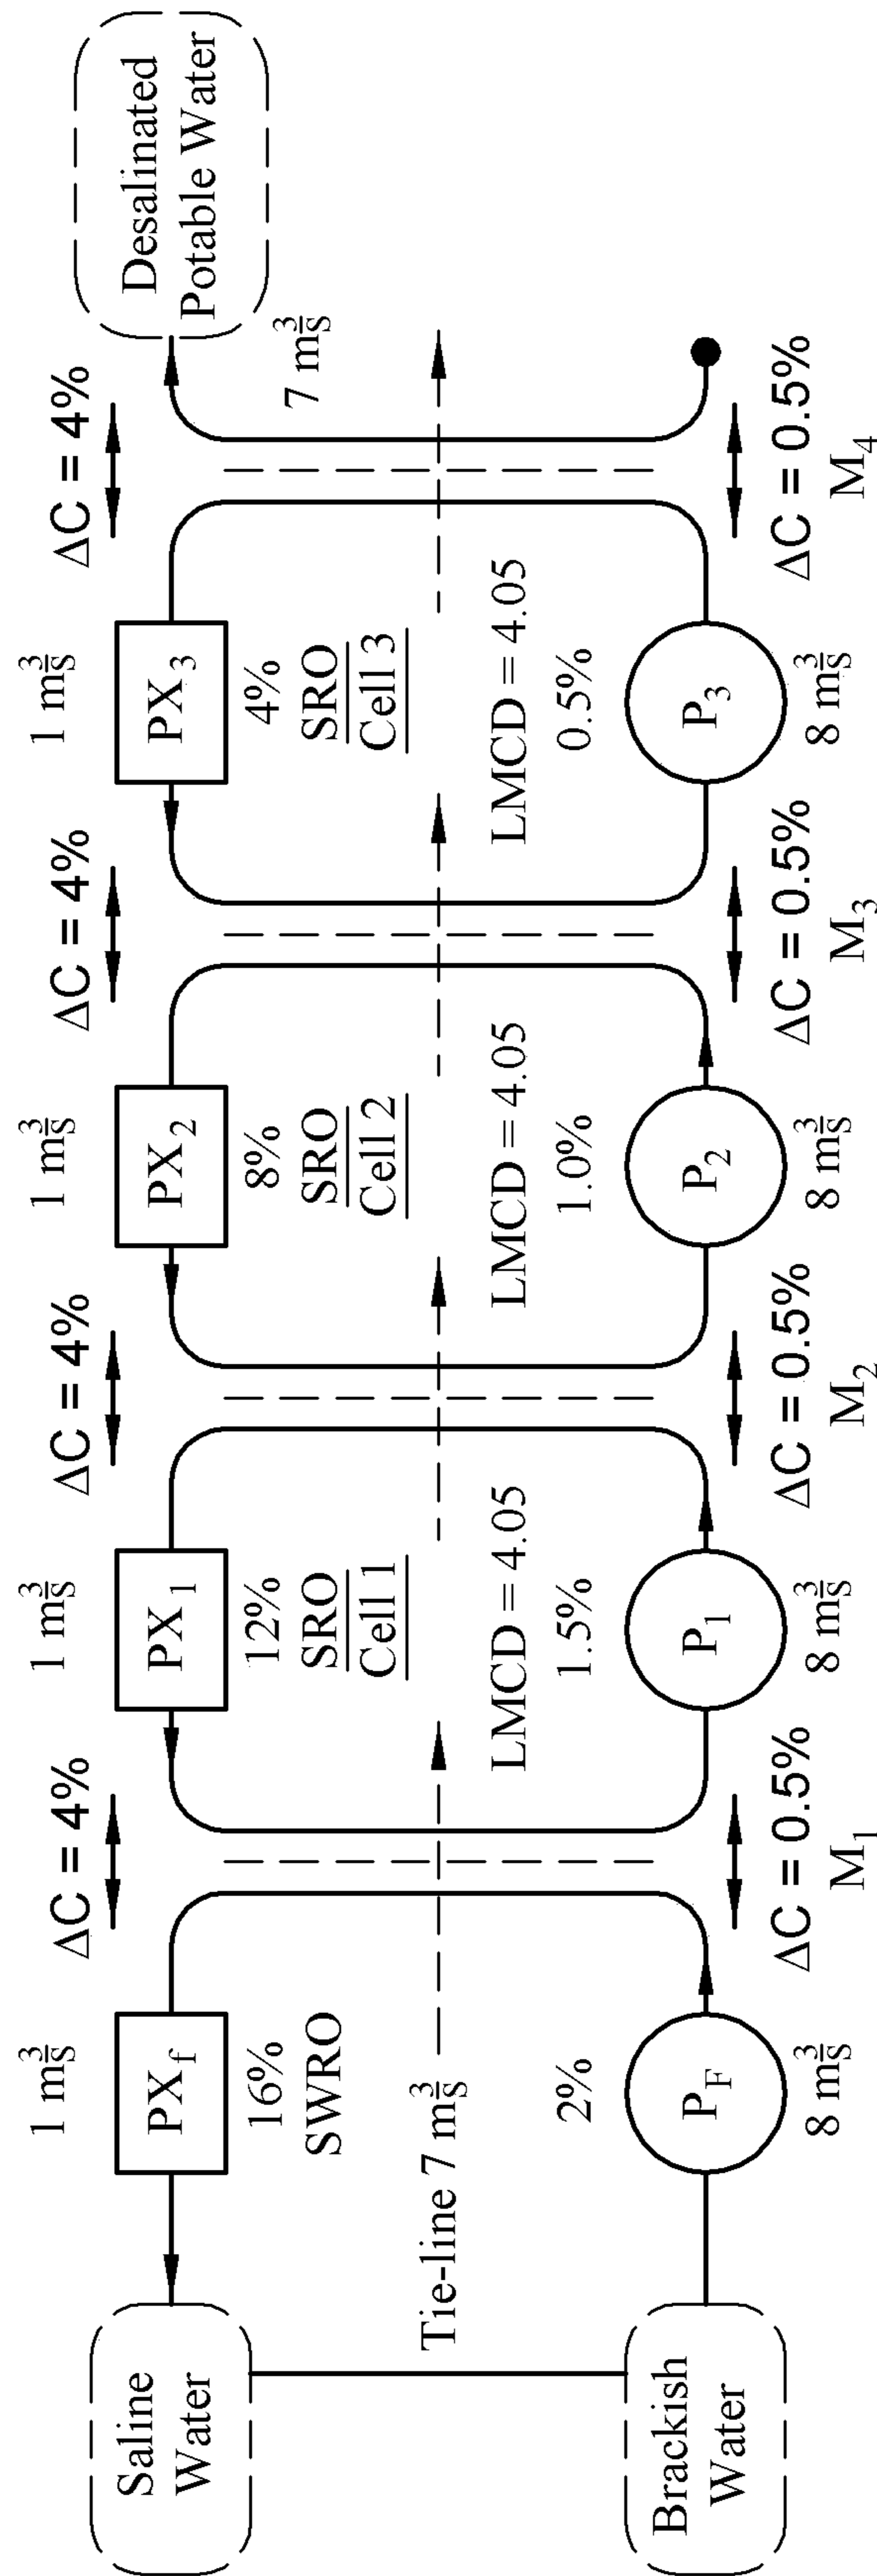 ΔC = 4%
ΔC = 4%
ΔC = 4%
ΔC = 4%
1 m³/s
1 m³/s
1 m³/s
1 m³/s
Saline
Water
PXf
PX1
PX2
PX3
Desalinated
Potable Water
16%
SWRO
12%
SRO
Cell 1
8%
SRO
Cell 2
4%
SRO
Cell 3
7 m³/s
Tie-line 7 m³/s
LMCD = 4.05
LMCD = 4.05
LMCD = 4.05
2%
1.5%
1.0%
0.5%
Brackish
Water
PF
P1
P2
P3
8 m³/s
8 m³/s
8 m³/s
8 m³/s
ΔC = 0.5%
ΔC = 0.5%
ΔC = 0.5%
ΔC = 0.5%
M1
M2
M3
M4